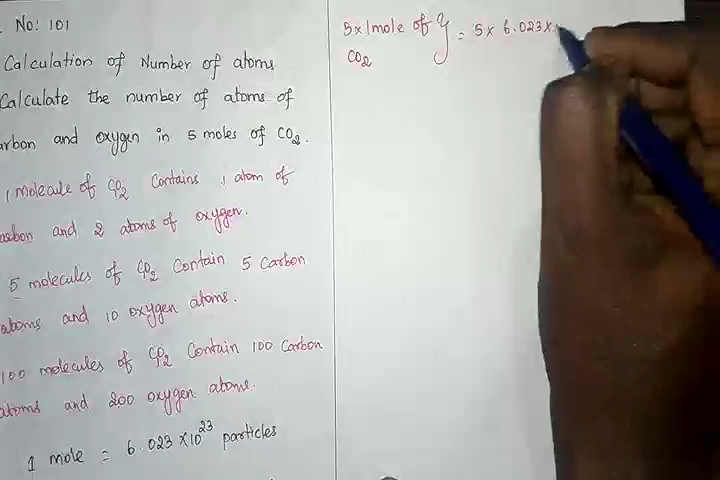 No: 101
Calculation of Number of atoms
Calculate the number of atoms of
arbon and oxygen in 5 moles of CO2.
1 molecule of CO2 contains 1 atom of
carbon and 2 atoms of oxygen.
5 molecules of CO2 contain 5 carbon
atoms and 10 oxygen atoms.
100 molecules of CO2 contain 100 carbon
atoms and 200 oxygen atoms.
1 mole = 6.023 ×10^23 particles
5×1 mole of } = 5 × 6.023×
CO2